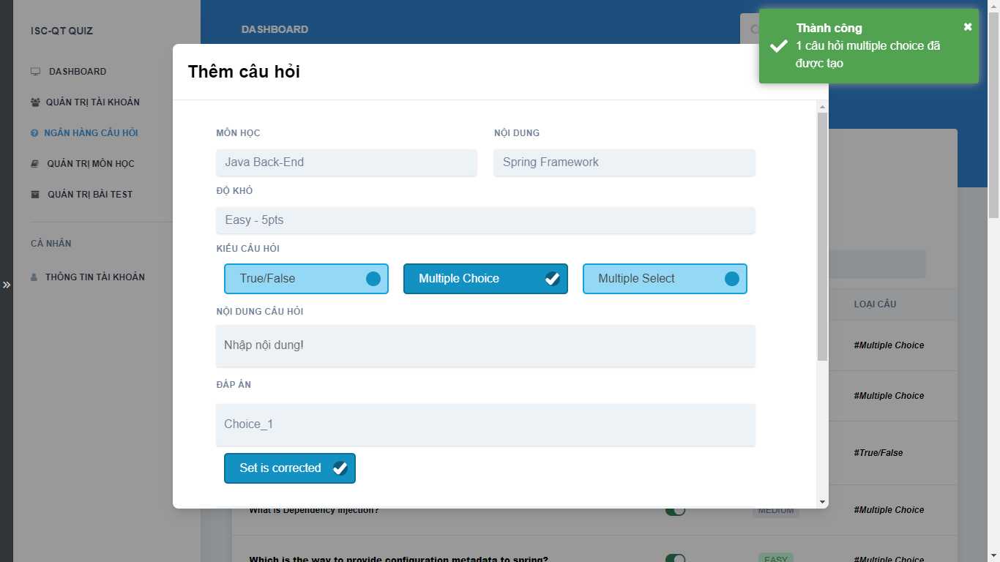 ISC-QT QUIZ
DASHBOARD
QUẢN TRỊ TÀI KHOẢN
NGÂN HÀNG CÂU HỎI
QUẢN TRỊ MÔN HỌC
QUẢN TRỊ BÀI TEST
CÁ NHÂN
THÔNG TIN TÀI KHOẢN
DASHBOARD
Thành công
1 câu hỏi multiple choice đã
được tạo
Thêm câu hỏi
MÔN HỌC
NỘI DUNG
Java Back-End
Spring Framework
ĐỘ KHÓ
Easy - 5pts
KIỂU CÂU HỎI
True/False
Multiple Choice
Multiple Select
NỘI DUNG CÂU HỎI
Nhập nội dung!
ĐÁP ÁN
Choice_1
Set is corrected
LOẠI CÂU
#Multiple Choice
#Multiple Choice
#True/False
What is Dependency Injection?
MEDIUM
#Multiple Choice
Which is the way to provide configuration metadata to spring?
EASY
#Multiple Choice